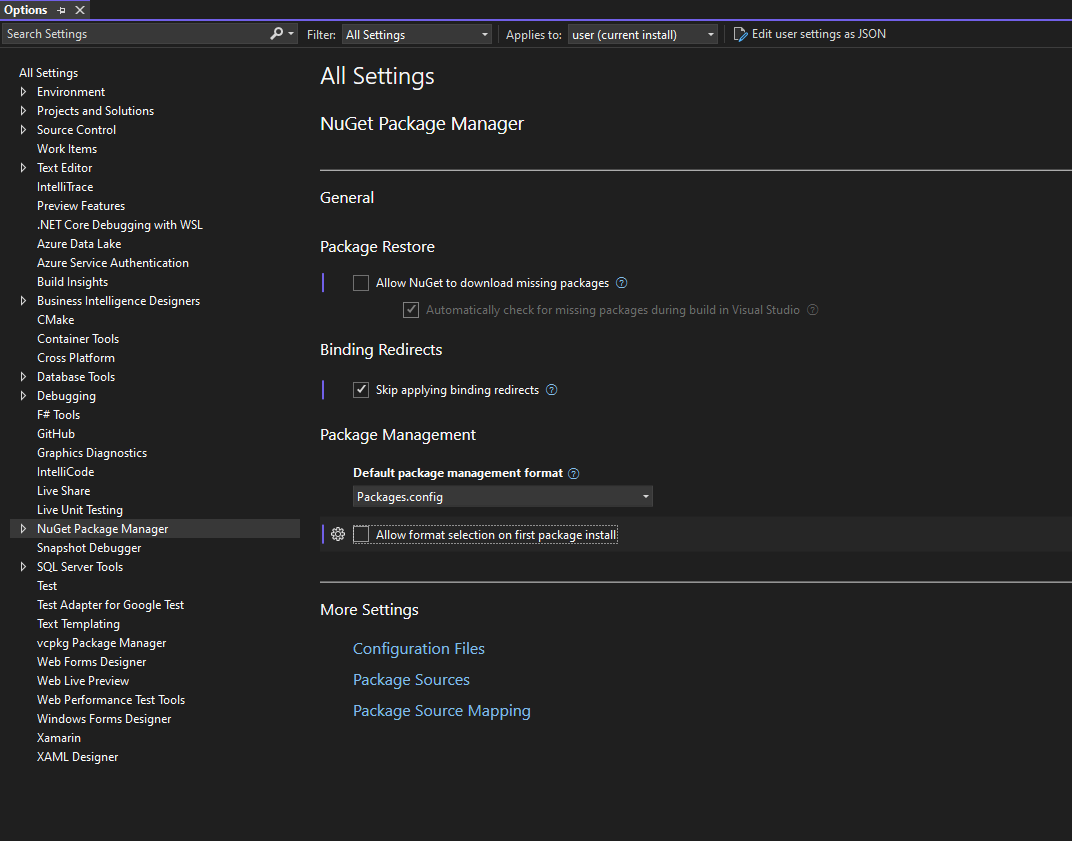 Options
Search Settings
Filter: All Settings
Applies to: user (current install)
Edit user settings as JSON
All Settings
Environment
Projects and Solutions
Source Control
Work Items
Text Editor
IntelliTrace
Preview Features
.NET Core Debugging with WSL
Azure Data Lake
Azure Service Authentication
Build Insights
Business Intelligence Designers
CMake
Container Tools
Cross Platform
Database Tools
Debugging
F# Tools
GitHub
Graphics Diagnostics
IntelliCode
Live Share
Live Unit Testing
NuGet Package Manager
Snapshot Debugger
SQL Server Tools
Test
Test Adapter for Google Test
Text Templating
vcpkg Package Manager
Web Forms Designer
Web Live Preview
Web Performance Test Tools
Windows Forms Designer
Xamarin
XAML Designer
All Settings
NuGet Package Manager
General
Package Restore
Allow NuGet to download missing packages
Automatically check for missing packages during build in Visual Studio
Binding Redirects
Skip applying binding redirects
Package Management
Default package management format
Packages.config
Allow format selection on first package install
More Settings
Configuration Files
Package Sources
Package Source Mapping